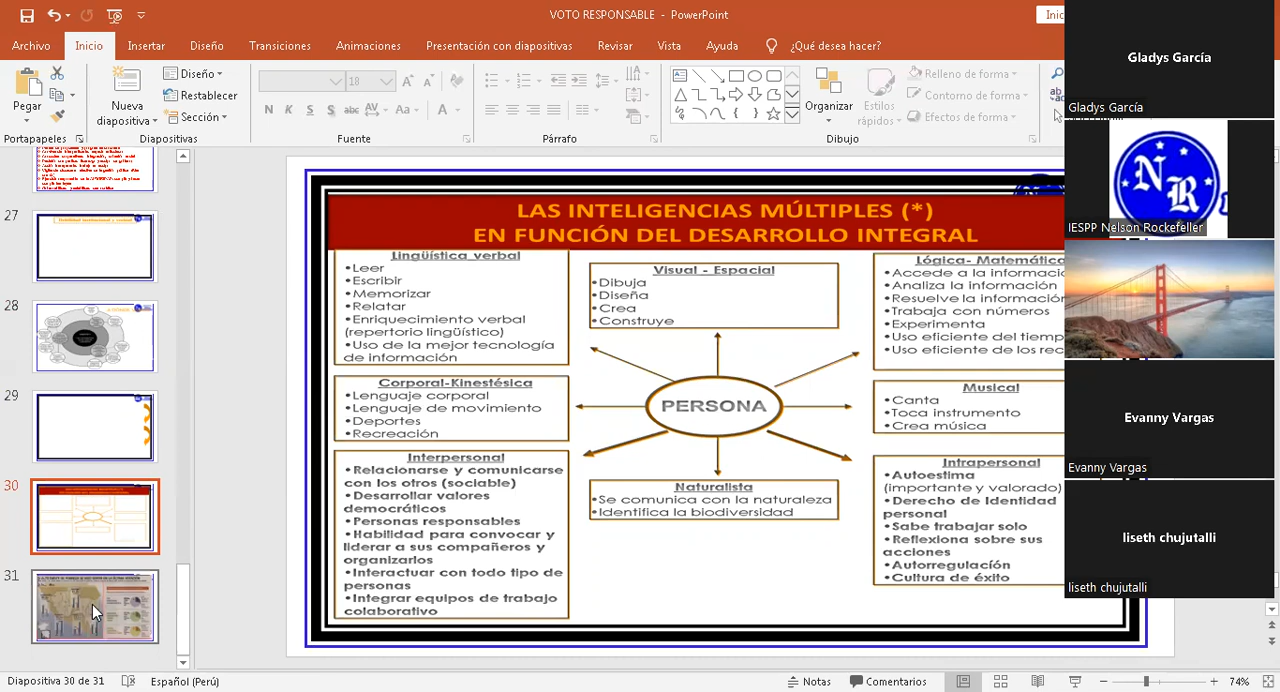 VOTO RESPONSABLE - PowerPoint
Inic
Archivo Inicio Insertar Diseño Transiciones Animaciones Presentación con diapositivas Revisar Vista Ayuda ¿Qué desea hacer?
Pegar
Portapapeles
Nueva diapositiva
Diseño
Restablecer
Sección
Diapositivas
18
N K S S abc AV Aa A
Fuente
Párrafo
Organizar
Estilos rápidos
Relleno de forma
Contorno de forma
Efectos de forma
Dibujo
27
28
29
30
31
LAS INTELIGENCIAS MÚLTIPLES (*)
EN FUNCIÓN DEL DESARROLLO INTEGRAL
Lingüística verbal
•Leer
•Escribir
•Memorizar
•Relatar
•Enriquecimiento verbal
(repertorio lingüístico)
•Uso de la mejor tecnología
de información
Visual - Espacial
•Dibuja
•Diseña
•Crea
•Construye
Lógica- Matemática
•Accede a la informació
•Analiza la información
•Resuelve la información
•Trabaja con números
•Experimenta
•Uso eficiente del tiemp
•Uso eficiente de los rec
Corporal-Kinestésica
•Lenguaje corporal
•Lenguaje de movimiento
•Deportes
•Recreación
PERSONA
Musical
•Canta
•Toca instrumento
•Crea música
Interpersonal
•Relacionarse y comunicarse
con los otros (sociable)
•Desarrollar valores
democráticos
•Personas responsables
•Habilidad para convocar y
liderar a sus compañeros y
organizarlos
•Interactuar con todo tipo de
personas
•Integrar equipos de trabajo
colaborativo
Naturalista
•Se comunica con la naturaleza
•Identifica la biodiversidad
Intrapersonal
•Autoestima
(importante y valorado)
•Derecho de Identidad
personal
•Sabe trabajar solo
•Reflexiona sobre sus
acciones
•Autorregulación
•Cultura de éxito
Gladys García
Gladys García
NR
IESPP Nelson Rockefeller
Evanny Vargas
Evanny Vargas
liseth chujutalli
liseth chujutalli
Diapositiva 30 de 31 Español (Perú) Notas Comentarios 74%